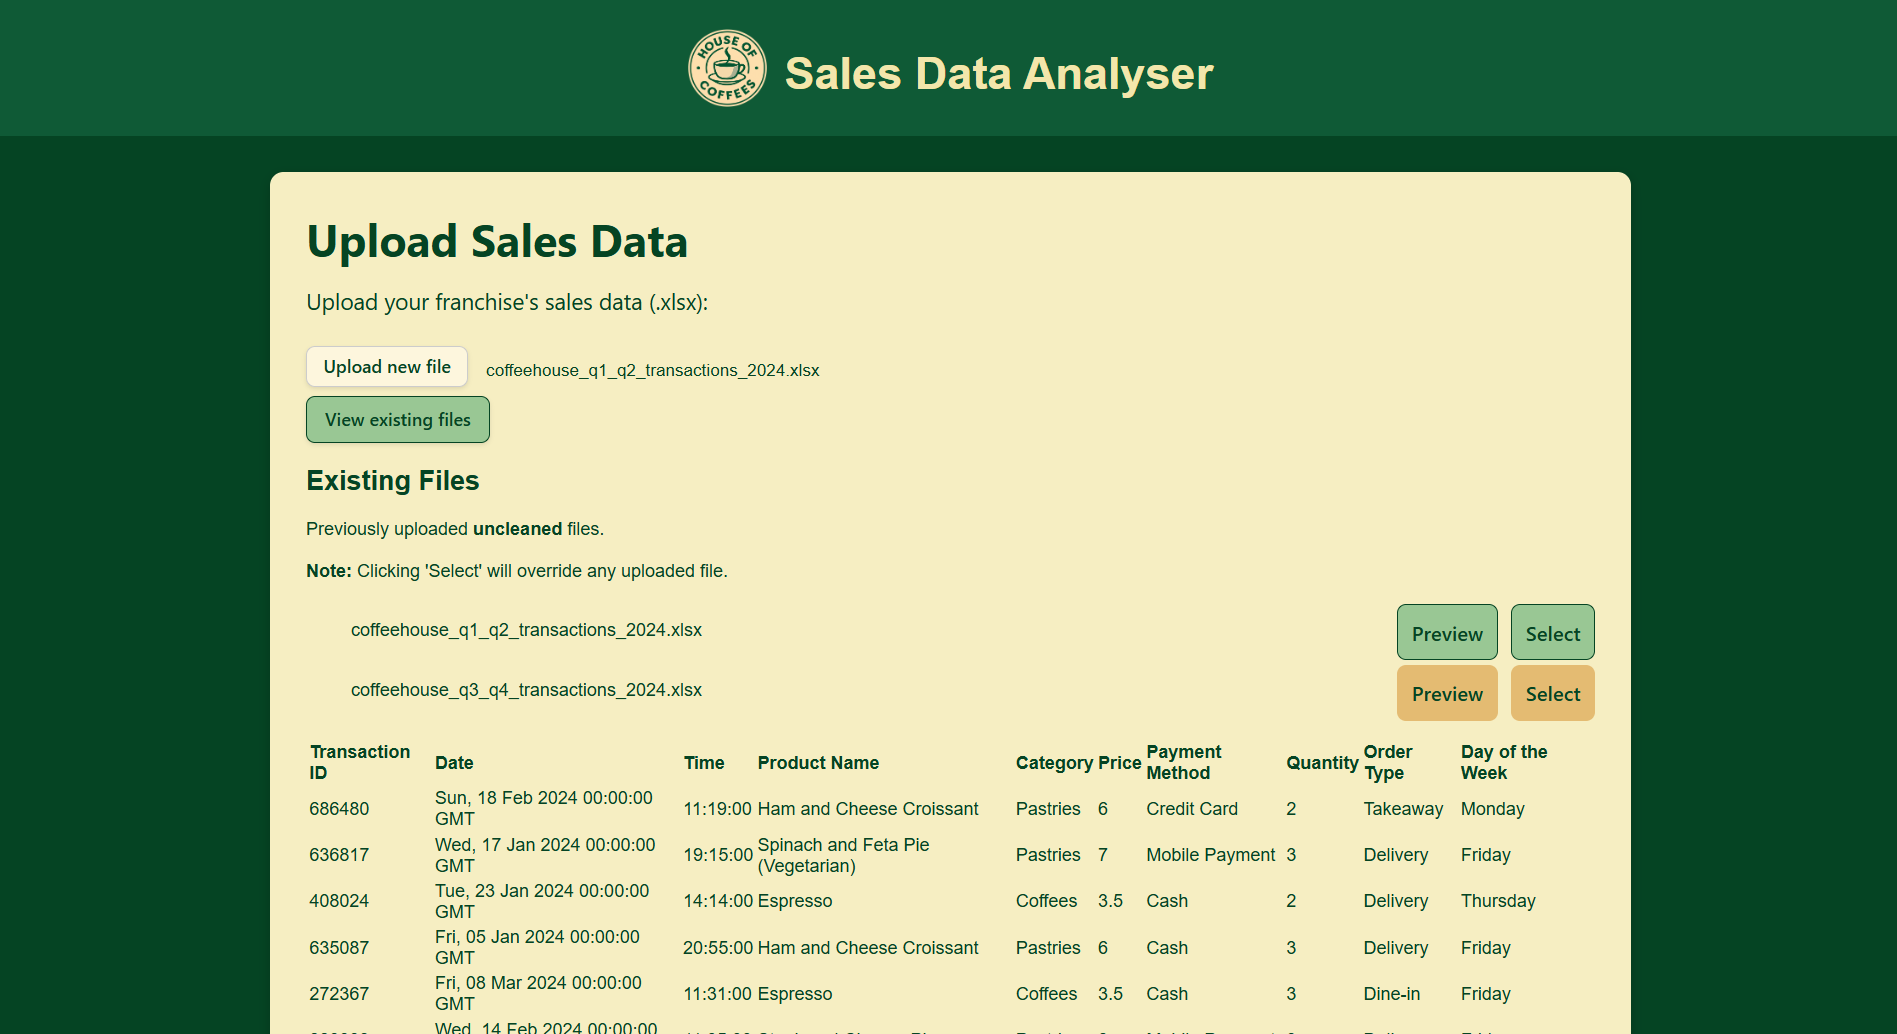 HOUSE OF
COFFEES
Sales Data Analyser
Upload Sales Data
Upload your franchise's sales data (.xlsx):
Upload new file coffeehouse_q1_q2_transactions_2024.xlsx
View existing files
Existing Files
Previously uploaded uncleaned files.
Note: Clicking 'Select' will override any uploaded file.
coffeehouse_q1_q2_transactions_2024.xlsx Preview Select
coffeehouse_q3_q4_transactions_2024.xlsx Preview Select
Transaction ID Date Time Product Name Category Price Payment Method Quantity Order Type Day of the Week
686480 Sun, 18 Feb 2024 00:00:00 GMT 11:19:00 Ham and Cheese Croissant Pastries 6 Credit Card 2 Takeaway Monday
636817 Wed, 17 Jan 2024 00:00:00 GMT 19:15:00 Spinach and Feta Pie (Vegetarian) Pastries 7 Mobile Payment 3 Delivery Friday
408024 Tue, 23 Jan 2024 00:00:00 GMT 14:14:00 Espresso Coffees 3.5 Cash 2 Delivery Thursday
635087 Fri, 05 Jan 2024 00:00:00 GMT 20:55:00 Ham and Cheese Croissant Pastries 6 Cash 3 Delivery Friday
272367 Fri, 08 Mar 2024 00:00:00 GMT 11:31:00 Espresso Coffees 3.5 Cash 3 Dine-in Friday
Wed, 14 Feb 2024 00:00:00